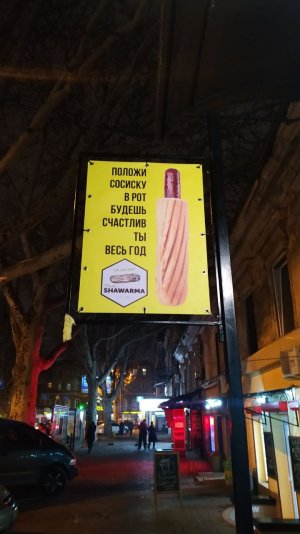 ПОЛОЖИ
СОСИСКУ
В РОТ
БУДЕШЬ
СЧАСТЛИВ
ТЫ
ВЕСЬ ГОД
SHAWARMA